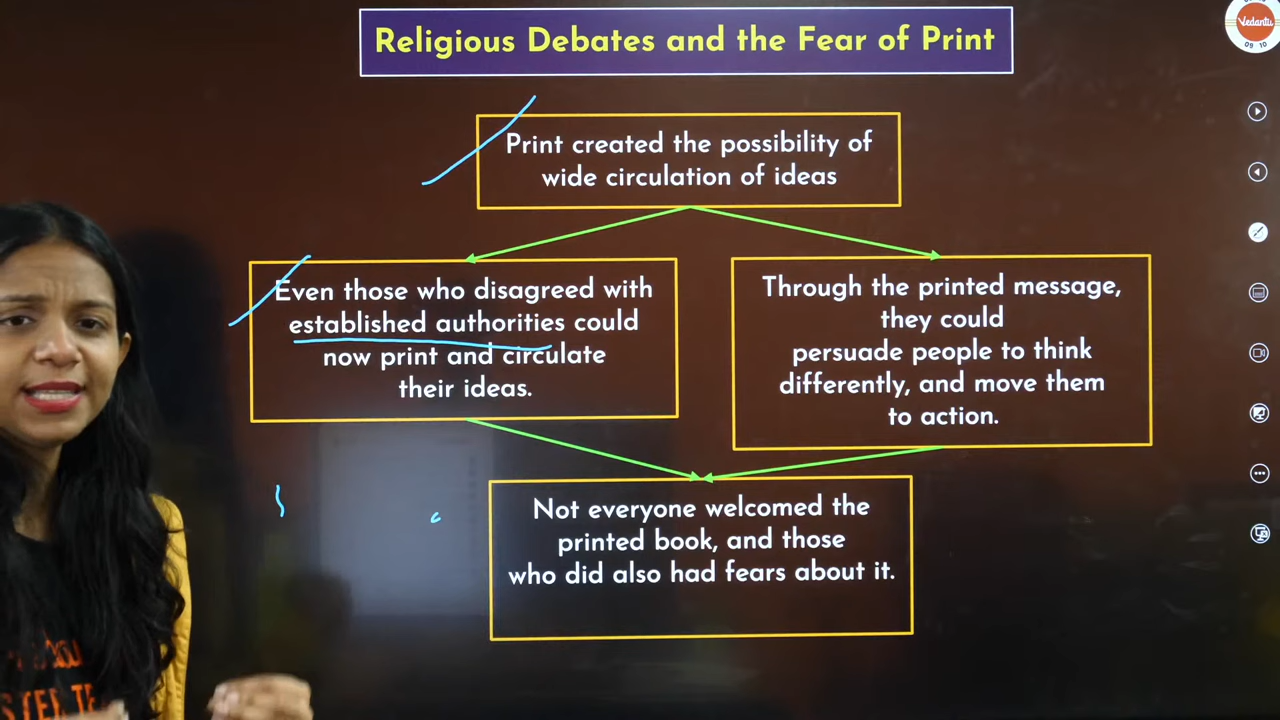 Religious Debates and the Fear of Print
Vedantu
09 10
Print created the possibility of
wide circulation of ideas
Even those who disagreed with
established authorities could
now print and circulate
their ideas.
Through the printed message,
they could
persuade people to think
differently, and move them
to action.
Not everyone welcomed the
printed book, and those
who did also had fears about it.